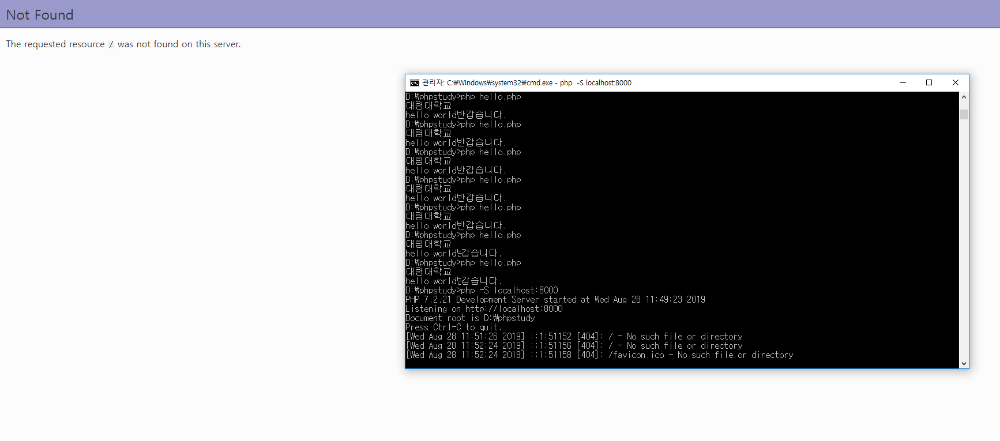 Not Found
The requested resource / was not found on this server.
관리자: C:₩Windows₩system32₩cmd.exe - php  -S localhost:8000
D:₩phpstudy>php hello.php
대림대학교
hello world반갑습니다.
D:₩phpstudy>php hello.php
대림대학교
hello world반갑습니다.
D:₩phpstudy>php hello.php
대림대학교
hello world반갑습니다.
D:₩phpstudy>php hello.php
대림대학교
hello world반갑습니다.
D:₩phpstudy>php hello.php
대림대학교
hello world반갑습니다.
D:₩phpstudy>php hello.php
대림대학교
hello world갑습니다.
D:₩phpstudy>php hello.php
대림대학교
hello world갑습니다.
D:₩phpstudy>php -S localhost:8000
PHP 7.2.21 Development Server started at Wed Aug 28 11:49:23 2019
Listening on http://localhost:8000
Document root is D:₩phpstudy
Press Ctrl-C to quit.
[Wed Aug 28 11:51:26 2019] ::1:51152 [404]: / - No such file or directory
[Wed Aug 28 11:52:24 2019] ::1:51156 [404]: / - No such file or directory
[Wed Aug 28 11:52:24 2019] ::1:51158 [404]: /favicon.ico - No such file or directory